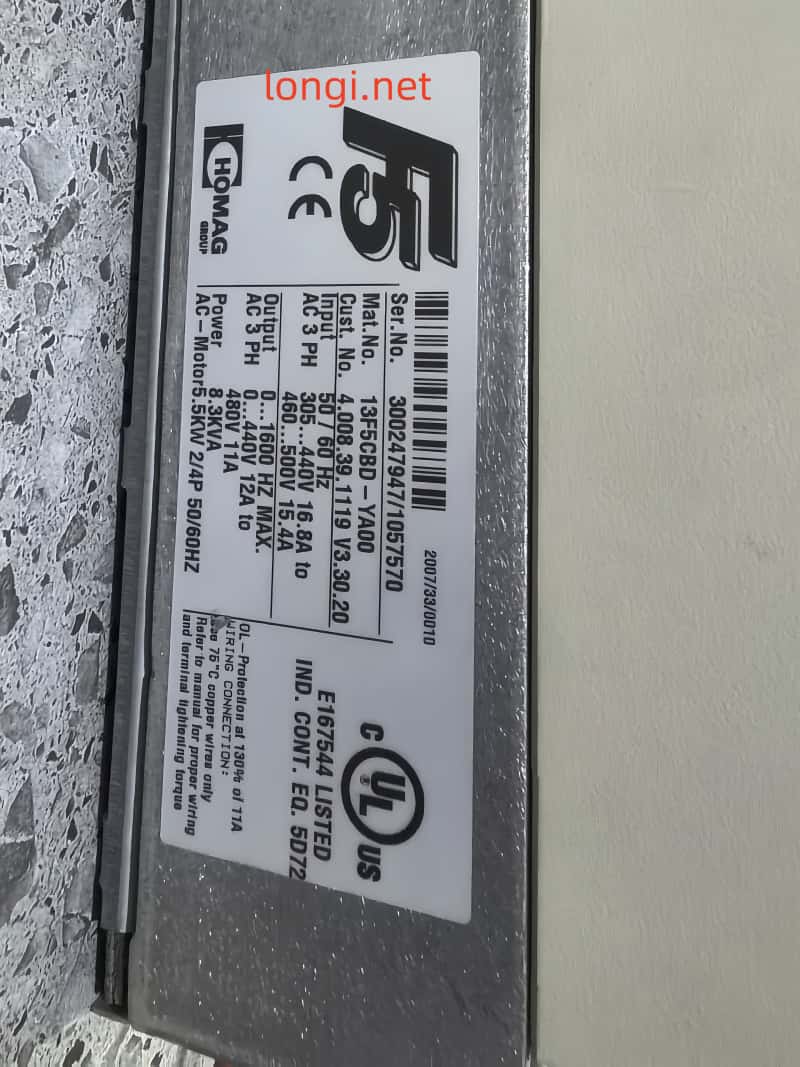 longi.net
F5
CE
HOMAG
GROUP
2007/33/0010
Ser.No. 300247947/1057570
Mat.No. 13F5CBD-YA00
Cust. No. 4.008.39.1119 V3.30.20
Input 50 / 60 Hz
AC 3 PH 305...440V 16.8A to
460...500V 15.4A
Output 0... 1600 HZ MAX.
AC 3 PH 0...440V 12A to
480V 11A
Power 8.3KVA
AC-Motor5.5KW 2/4P 50/60HZ
C UL ® US
E167544 LISTED
IND. CONT. EQ. 5D72
OL-Protection at 130% of 11A
WIRING CONNECTION:
Use 75°C copper wires only
Refer to manual for proper wiring
and terminal tightening torque